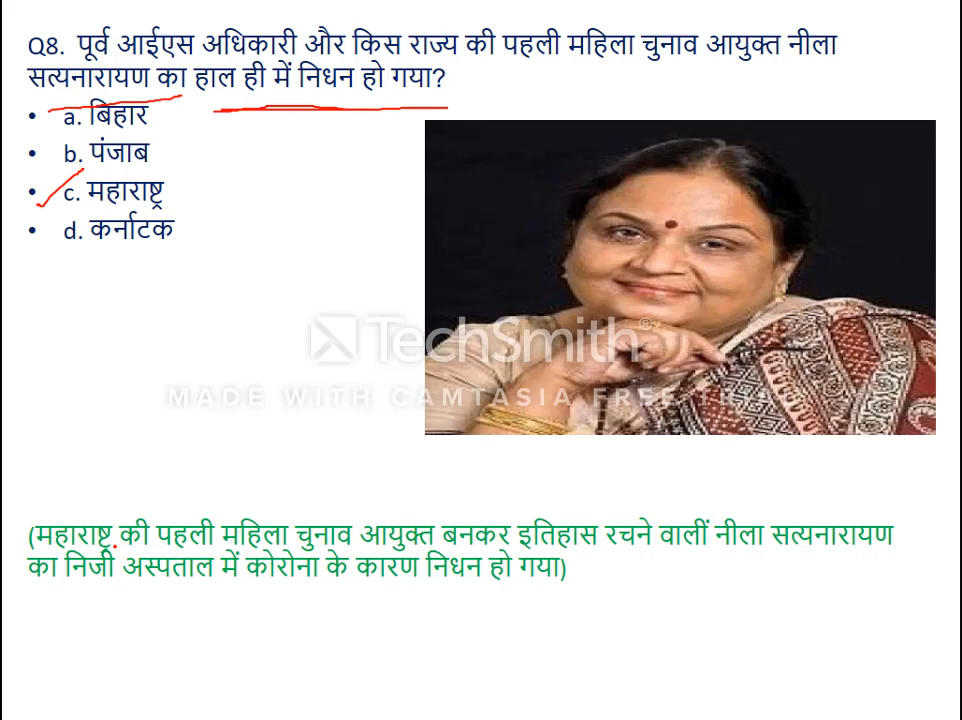 Q8. पूर्व आईएस अधिकारी और किस राज्य की पहली महिला चुनाव आयुक्त नीला
सत्यनारायण का हाल ही में निधन हो गया?
• a. बिहार
• b. पंजाब
• c. महाराष्ट्र
• d. कर्नाटक
TechSmith®
MADE WITH CAMTASIA FREE TRI
(महाराष्ट्र की पहली महिला चुनाव आयुक्त बनकर इतिहास रचने वालीं नीला सत्यनारायण
का निजी अस्पताल में कोरोना के कारण निधन हो गया)